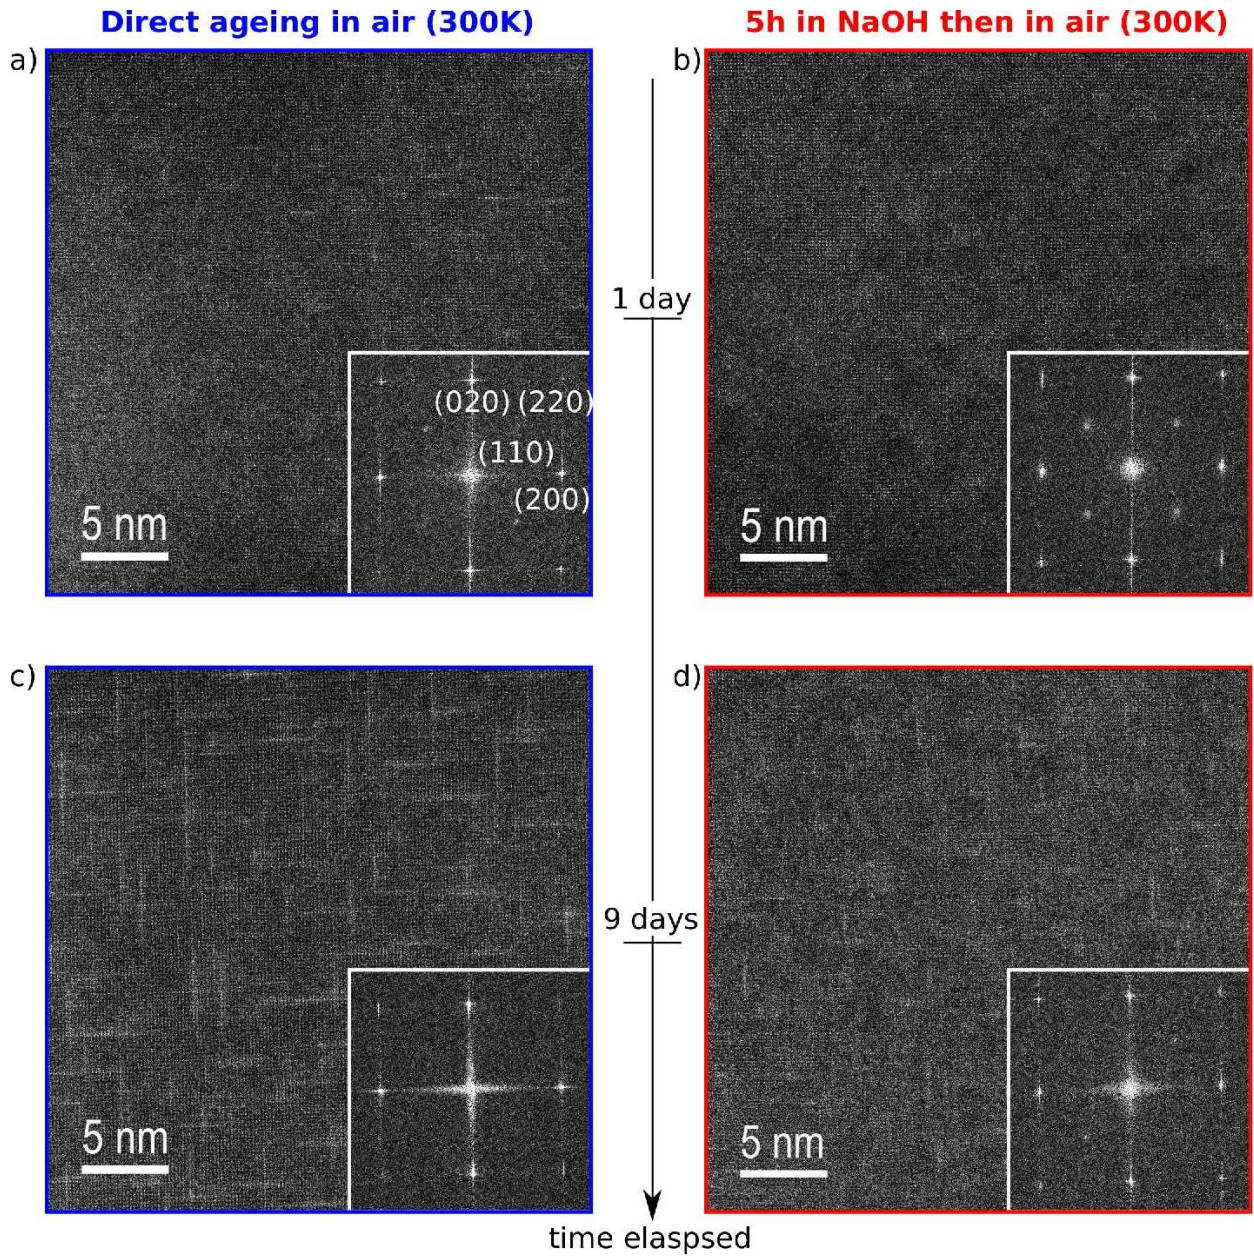 Direct ageing in air (300K)
5h in NaOH then in air (300K)
a)
b)
1 day
(020) (220)
(110)
(200)
5 nm
5 nm
c)
d)
9 days
5 nm
5 nm
time elaspsed